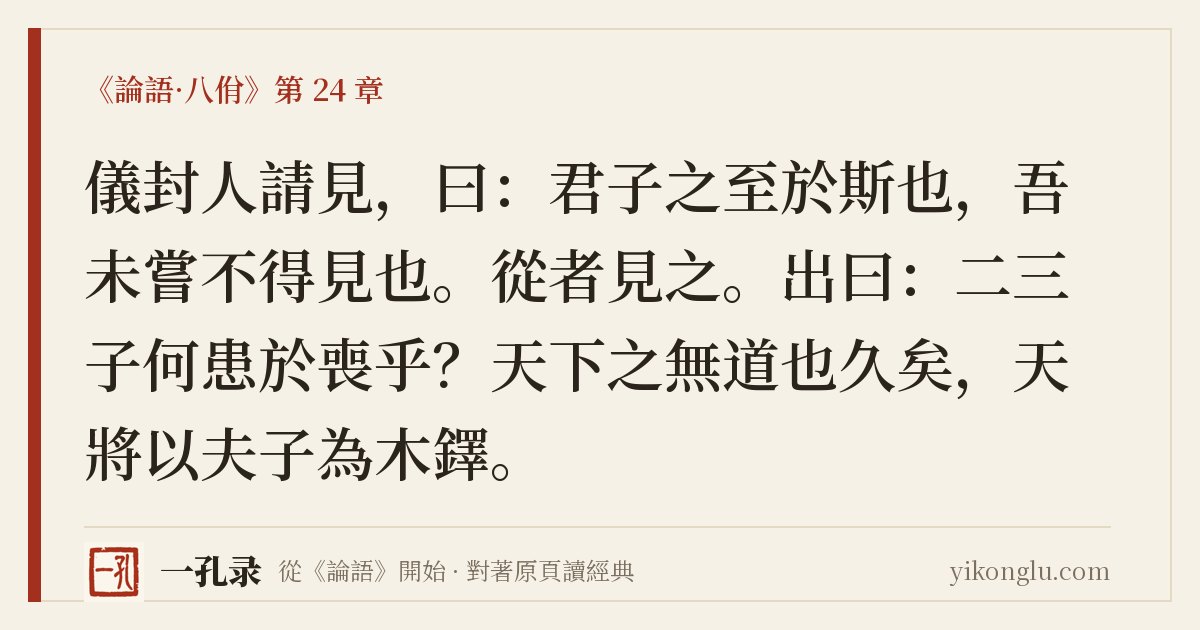 《論語·八佾》第 24 章
儀封人請見，曰：君子之至於斯也，吾
未嘗不得見也。從者見之。出曰：二三
子何患於喪乎？天下之無道也久矣，天
將以夫子為木鐸。
一孔
一孔录 從《論語》開始 · 對著原頁讀經典 yikonglu.com